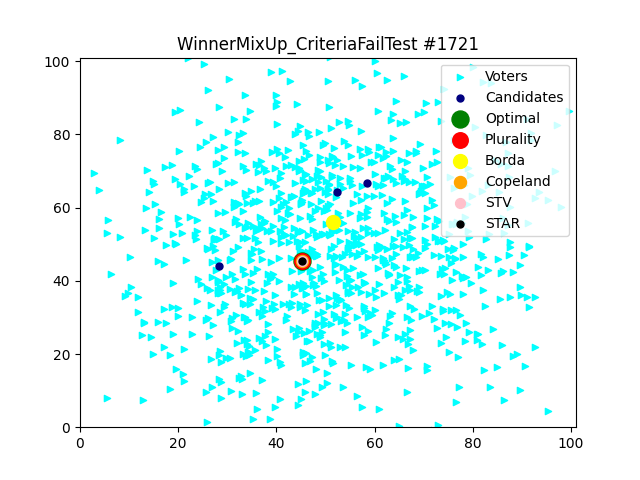 WinnerMixUp_CriteriaFailTest #1721
100
80
60
40
20
0
0
20
40
60
80
100
Voters
Candidates
Optimal
Plurality
Borda
Copeland
STV
STAR